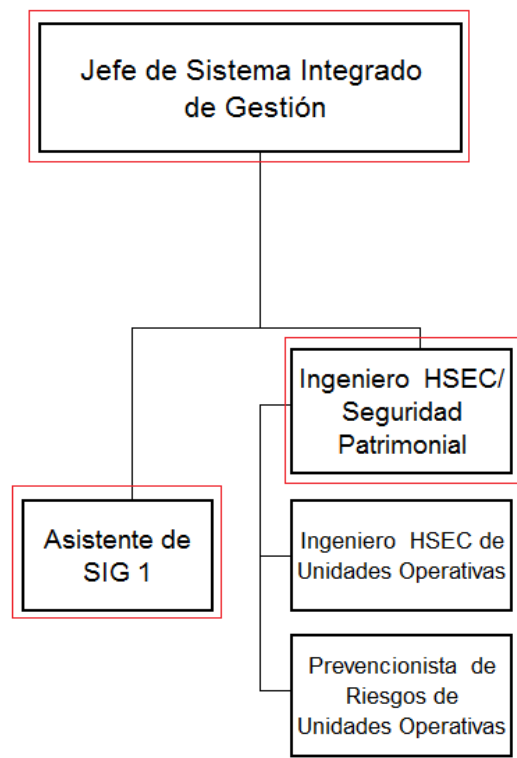 Jefe de Sistema Integrado
de Gestión
Ingeniero HSEC/
Seguridad
Patrimonial
Asistente de
SIG 1
Ingeniero HSEC de
Unidades Operativas
Prevencionista de
Riesgos de
Unidades Operativas